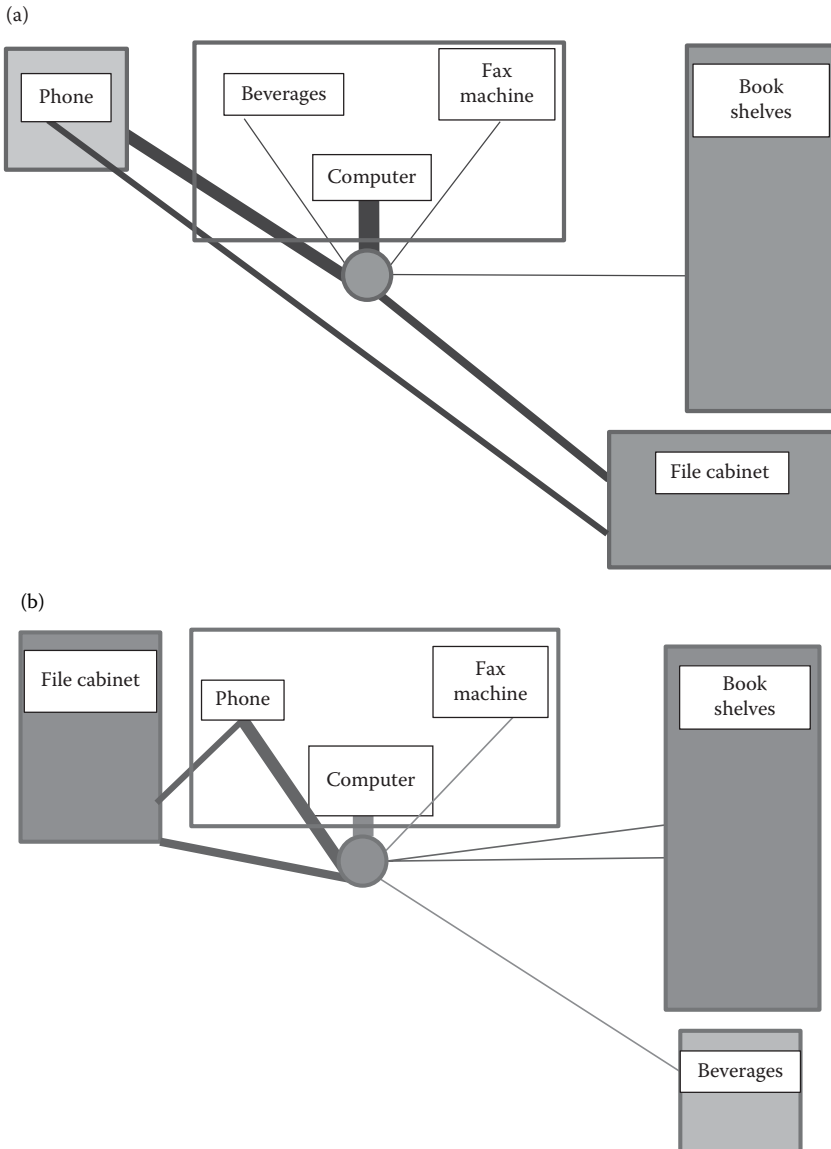 (a)
Phone
Beverages
Fax
machine
Book
shelves
Computer
File cabinet
(b)
File cabinet
Phone
Fax
machine
Book
shelves
Computer
Beverages